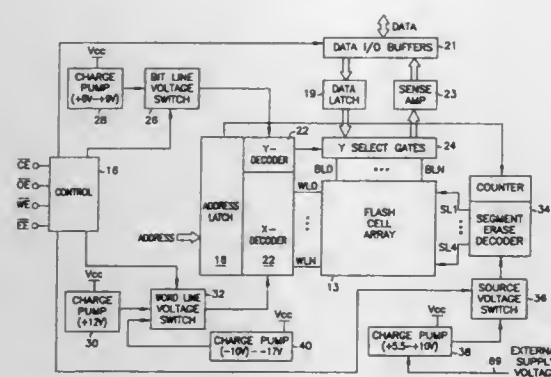 DATA
DATA I/O BUFFERS
21
Vcc
CHARGE
PUMP
28
BIT LINE
VOLTAGE
SWITCH
26
19
DATA
LATCH
SENSE
AMP
23
22
Y-
DECODER
Y SELECT GATES
24
BLO
...
BLN
CE
OE
WE
EE
CONTROL
16
ADDRESS
ADDRESS
LATCH
18
X-
DECODER
22
WLO
WLN
FLASH
CELL
ARRAY
13
SL1
SL4
COUNTER
SEGMENT
ERASE
DECODER
34
Vcc
CHARGE
PUMP
(+12V)
30
WORD LINE
VOLTAGE
SWITCH
32
Vcc
CHARGE PUMP
(-10V)--17V
40
SOURCE
VOLTAGE
SWITCH
36
Vcc
CHARGE PUMP
(+5.5-+10V)
38
EXTERNAL
SUPPLY
VOLTAGE
89